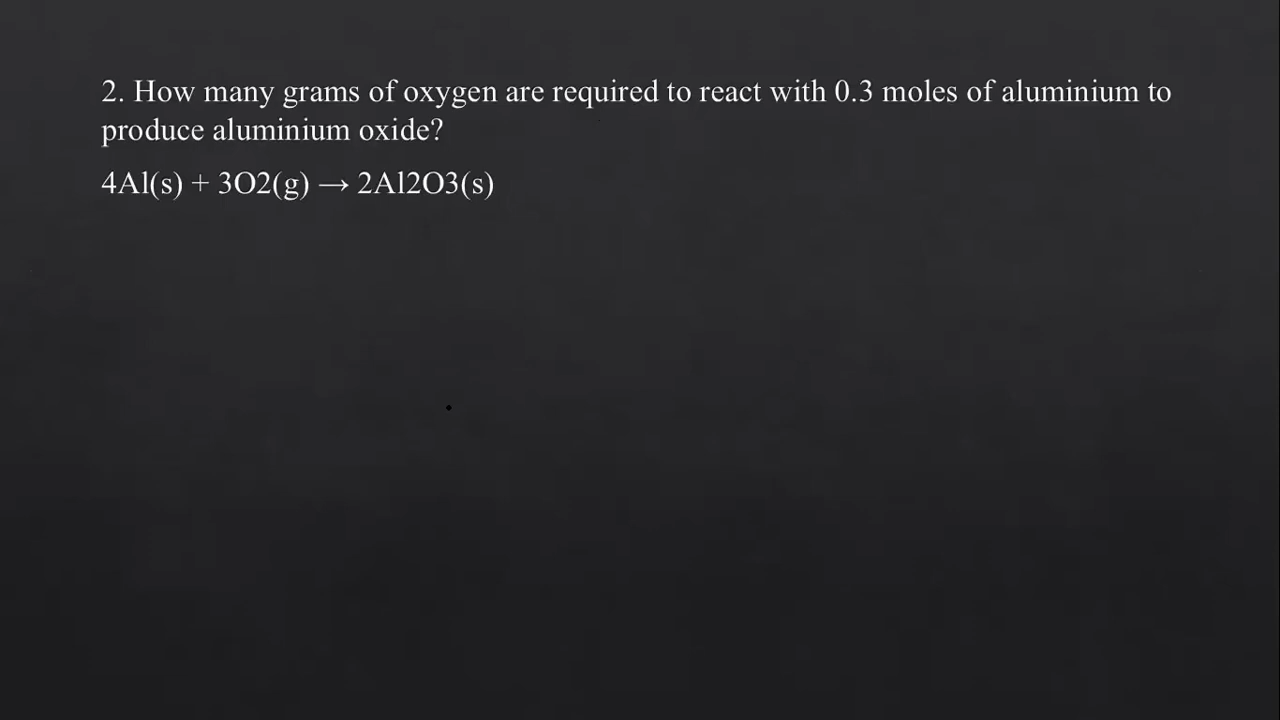 2. How many grams of oxygen are required to react with 0.3 moles of aluminium to
produce aluminium oxide?
4Al(s) + 3O2(g) → 2Al2O3(s)